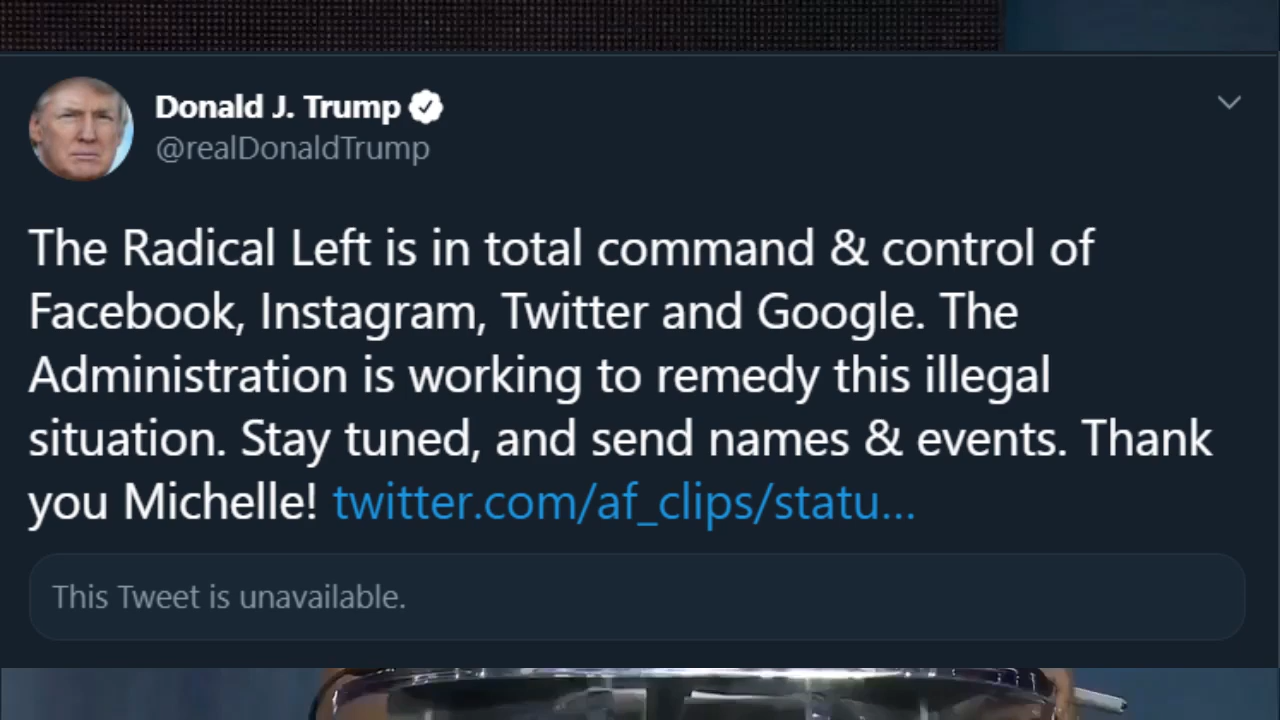 Donald J. Trump
@realDonaldTrump
The Radical Left is in total command & control of
Facebook, Instagram, Twitter and Google. The
Administration is working to remedy this illegal
situation. Stay tuned, and send names & events. Thank
you Michelle! twitter.com/af_clips/statu...
This Tweet is unavailable.